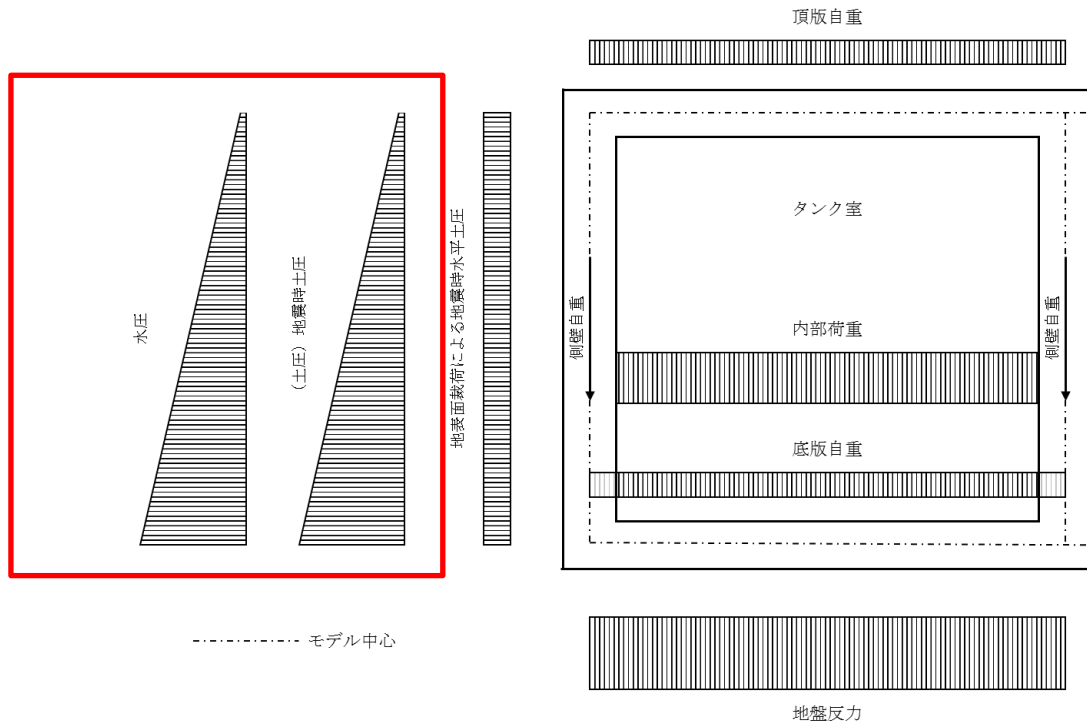 頂版自重
水圧
(土圧)地震時土圧
地表面裁荷による地震時水平土圧
タンク室
側壁自重
側壁自重
内部荷重
底版自重
モデル中心
地盤反力